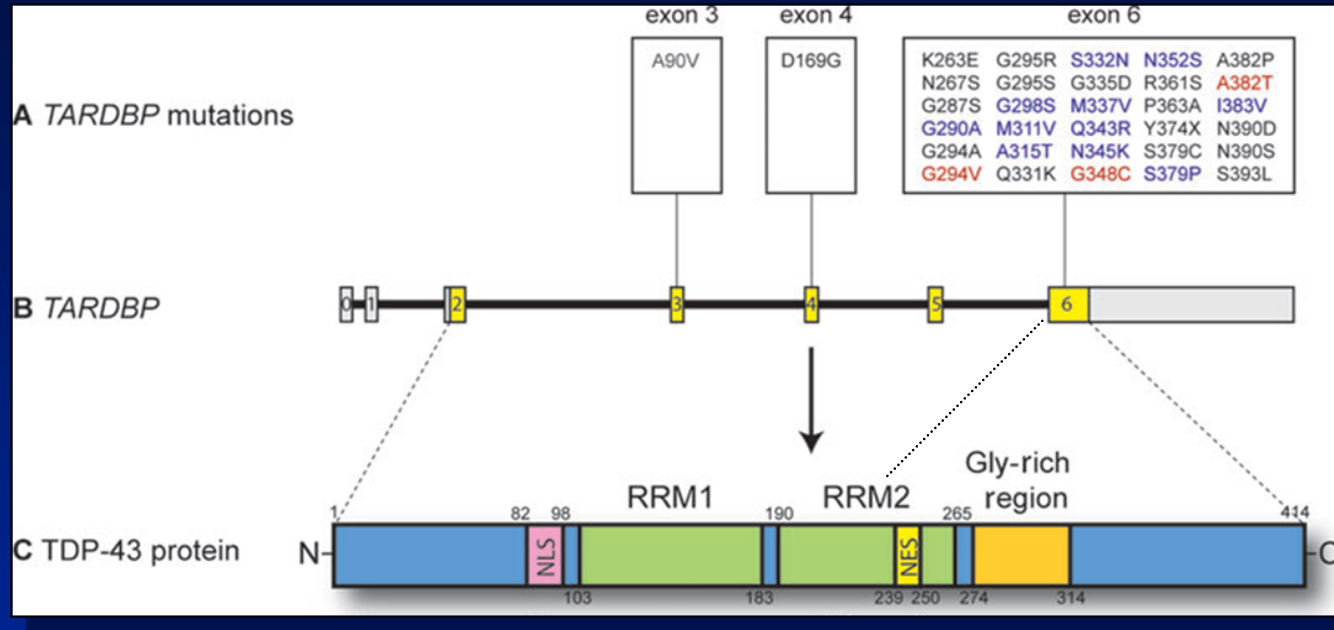 exon 3 exon 4 exon 6
A90V D169G K263E G295R S332N N352S A382P
N267S G295S G335D R361S A382T
G287S G298S M337V P363A I383V
A TARDBP mutations
G290A M311V Q343R Y374X N390D
G294A A315T N345K S379C N390S
G294V Q331K G348C S379P S393L
B TARDBP 0 1 2 3 4 5 6
Gly-rich
RRM1 RRM2 region
1 82 98 190 265 414
C TDP-43 protein N- NLS NES -C
103 183 239 250 274 314